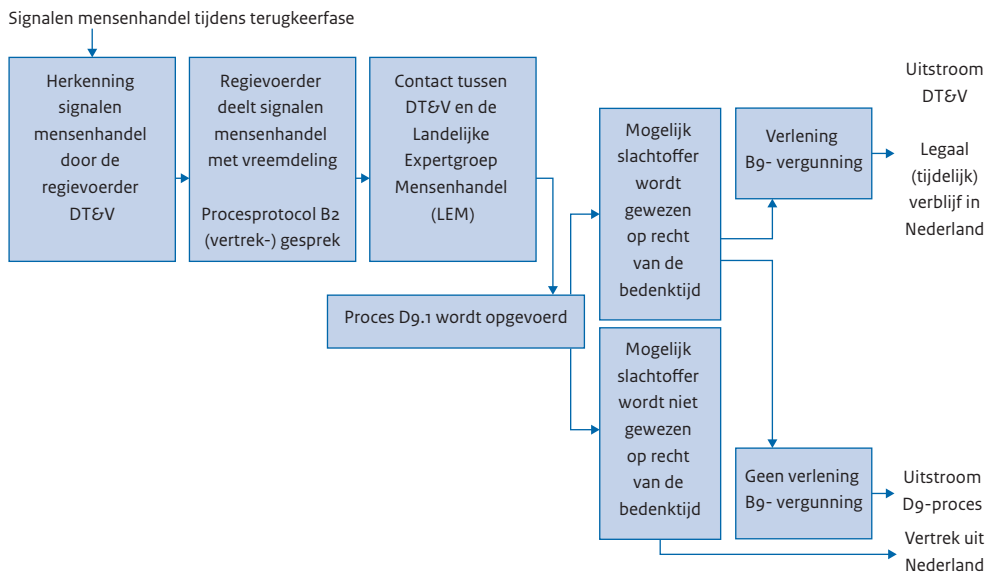 Signalen mensenhandel tijdens terugkeerfase
Herkenning
signalen
mensenhandel
door de
regievoerder
DT&V
Regievoerder
deelt signalen
mensenhandel
met vreemdeling
Procesprotocol B2
(vertrek-) gesprek
Contact tussen
DT&V en de
Landelijke
Expertgroep
Mensenhandel
(LEM)
Proces D9.1 wordt opgevoerd
Mogelijk
slachtoffer
wordt
gewezen
op recht
van de
bedenktijd
Mogelijk
slachtoffer
wordt niet
gewezen
op recht
van de
bedenktijd
Verlening
B9- vergunning
Geen verlening
B9- vergunning
Uitstroom
DT&V
Legaal
(tijdelijk)
verblijf in
Nederland
Uitstroom
D9-proces
Vertrek uit
Nederland